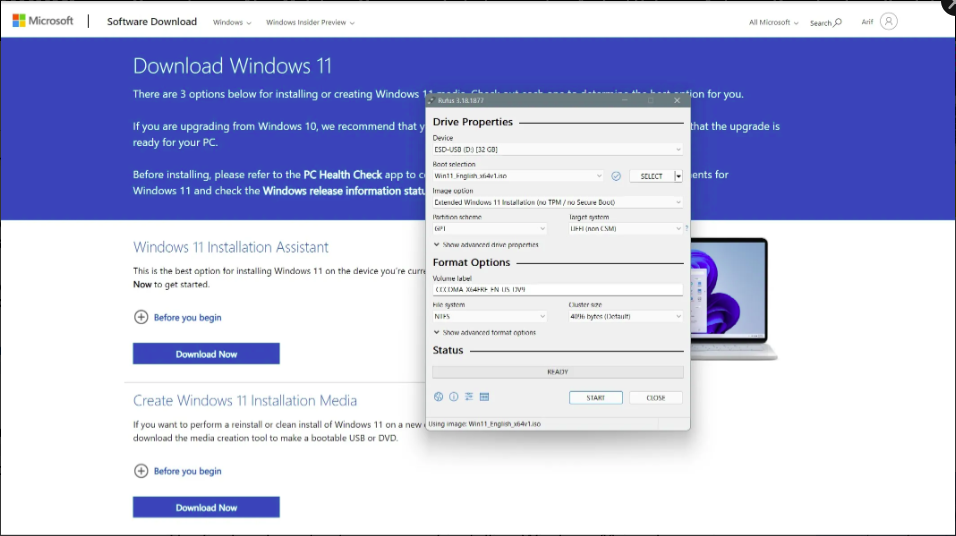 Microsoft
Software Download
Windows
Windows Insider Preview
All Microsoft
Search
Arif
Download Windows 11
There are 3 options below for installing or creating Windows 11 media. Check out each one to determine the best option for you.
If you are upgrading from Windows 10, we recommend that
that the upgrade is
ready for your PC.
Before installing, please refer to the PC Health Check app to
ents for
Windows 11 and check the Windows release information
Rufus 3.18.1877
Drive Properties
Device
ESD-USB (D:) [32 GB]
Boot selection
Win11_English_x64v1.iso
SELECT
Image option
Extended Windows 11 Installation (no TPM / no Secure Boot)
Partition scheme
Target system
GPT
UEFI (non CSM)
?
Show advanced drive properties
Format Options
Volume label
CCCOMA_X64FRE_EN-US_DV9
File system
Cluster size
NTFS
4096 bytes (Default)
Show advanced format options
Status
READY
START
CLOSE
Using image: Win11_English_x64v1.iso
Windows 11 Installation Assistant
This is the best option for installing Windows 11 on the device you're
Now to get started.
Before you begin
Download Now
Create Windows 11 Installation Media
If you want to perform a reinstall or clean install of Windows 11 on a new
download the media creation tool to make a bootable USB or DVD.
Before you begin
Download Now